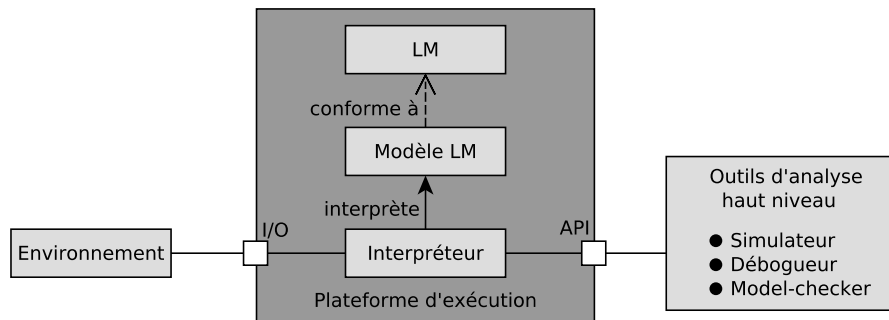 LM
conforme à
Modèle LM
interprète
I/O
API
Environnement
Interpréteur
Plateforme d'exécution
Outils d'analyse
haut niveau
● Simulateur
● Débogueur
● Model-checker